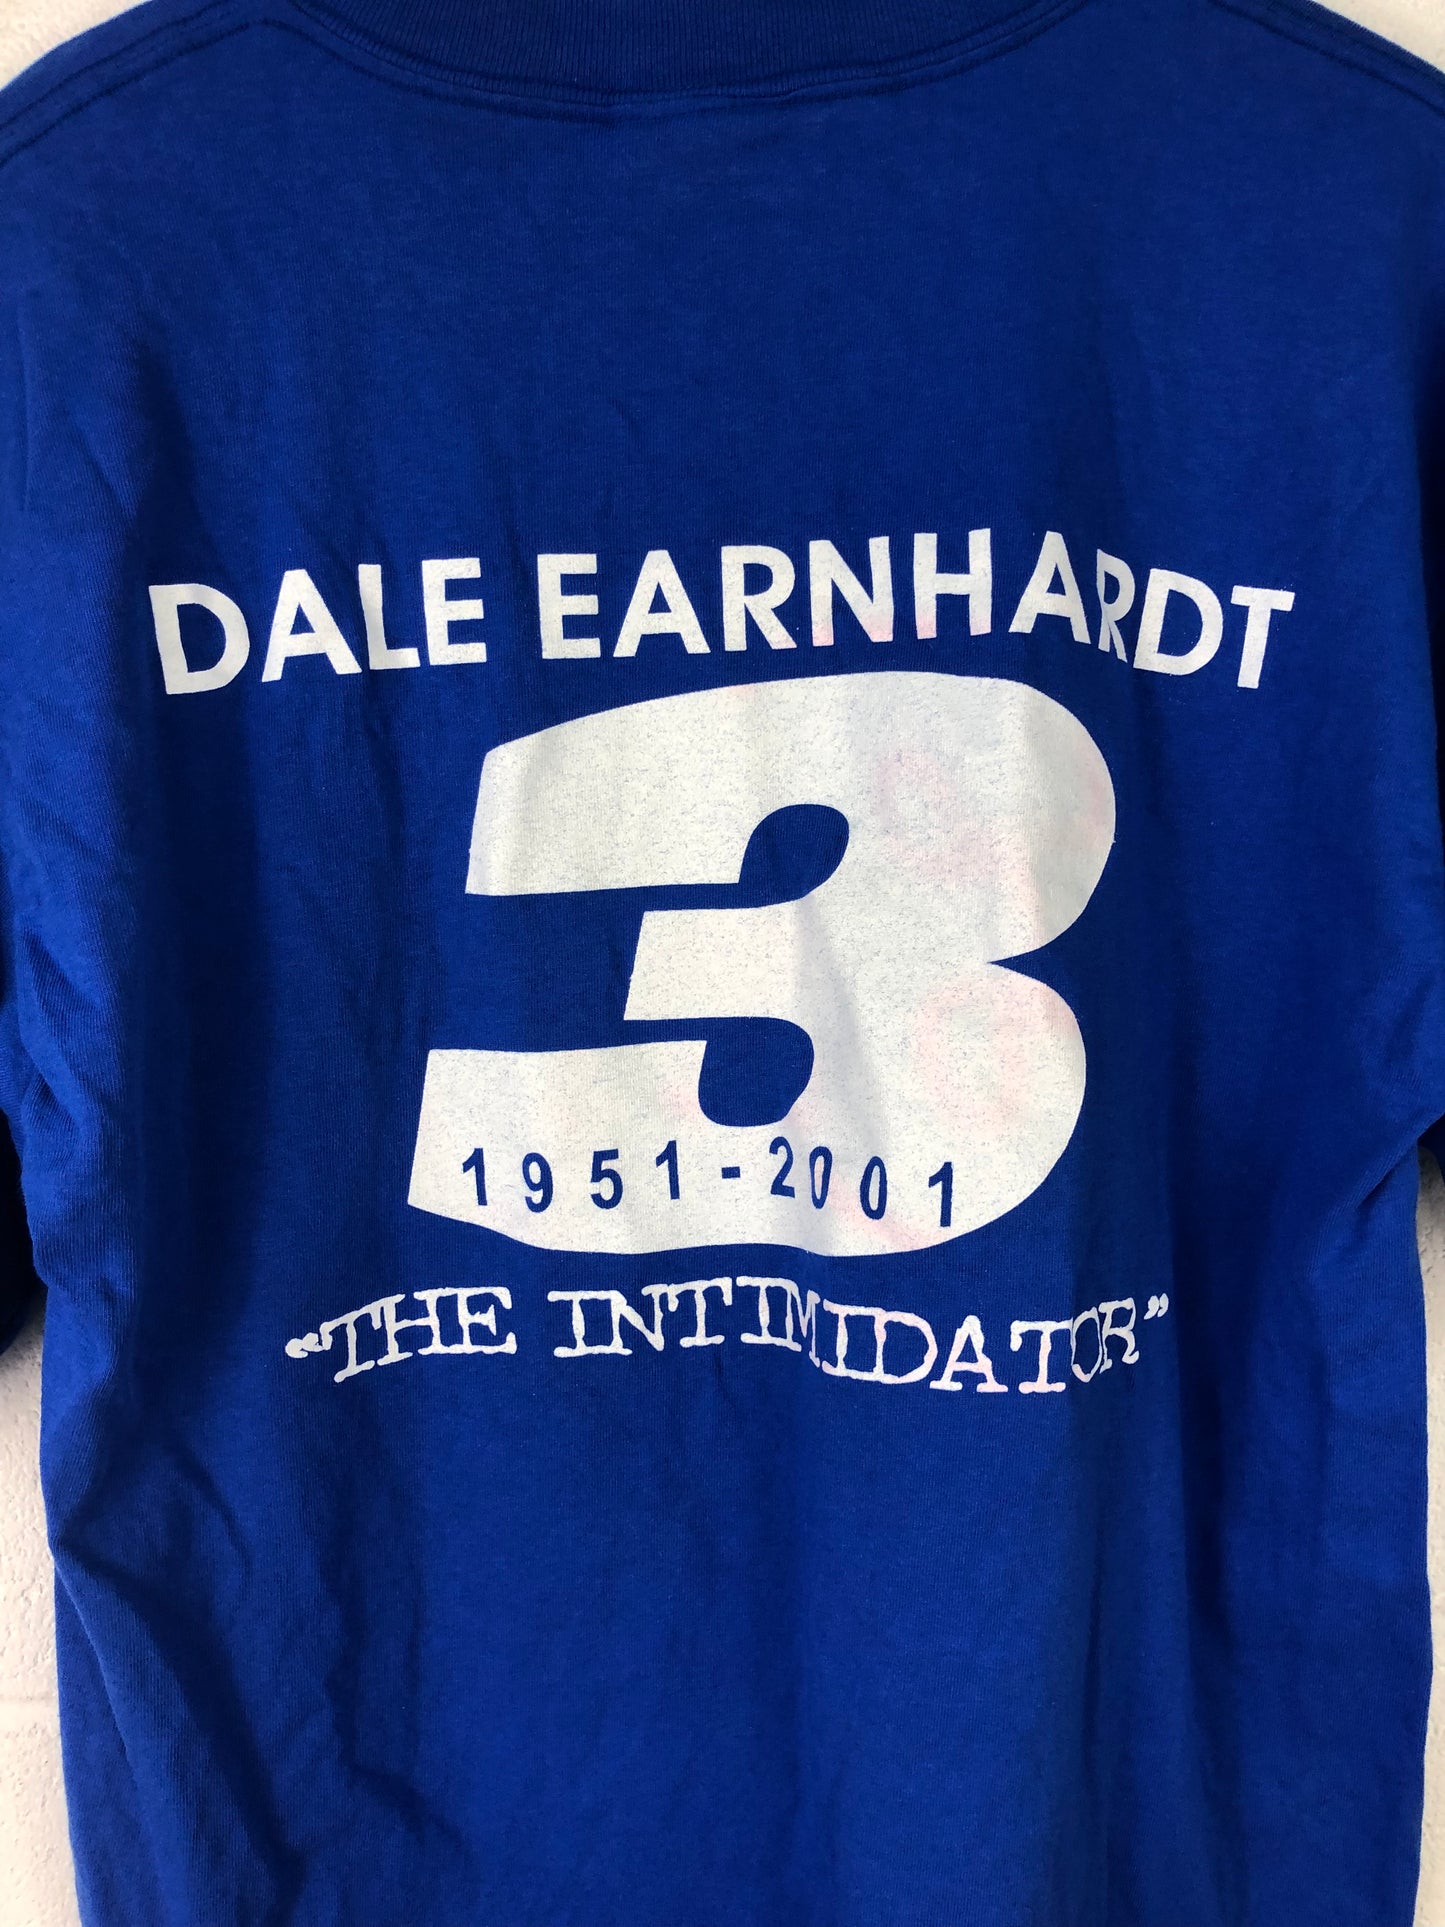 DALE EARNHARDT
3
1951-2001
“THE INTIMIDATOR”